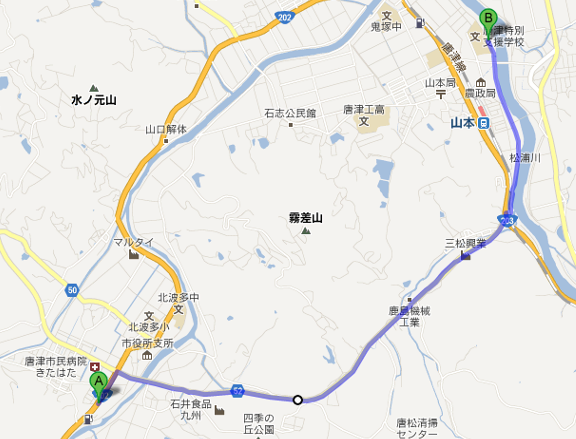 202
鬼塚中
B
唐津特別
支援学校
唐津線
山本局
農政局
水ノ元山
石志公民館
唐津工高
山本
山口解体
松浦川
霧差山
203
マルタイ
三松興業
50
北波多中
鹿島機械
工業
北波多小
市役所支所
唐津市民病院
きたはた
A
52
石井食品
九州
四季の
丘公園
唐松清掃
センター